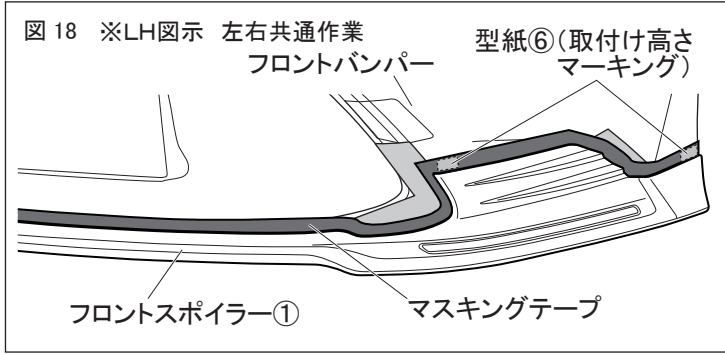 図 18 ※LH図示 左右共通作業
フロントバンパー
型紙⑥(取付け高さ
マーキング)
フロントスポイラー①
マスキングテープ